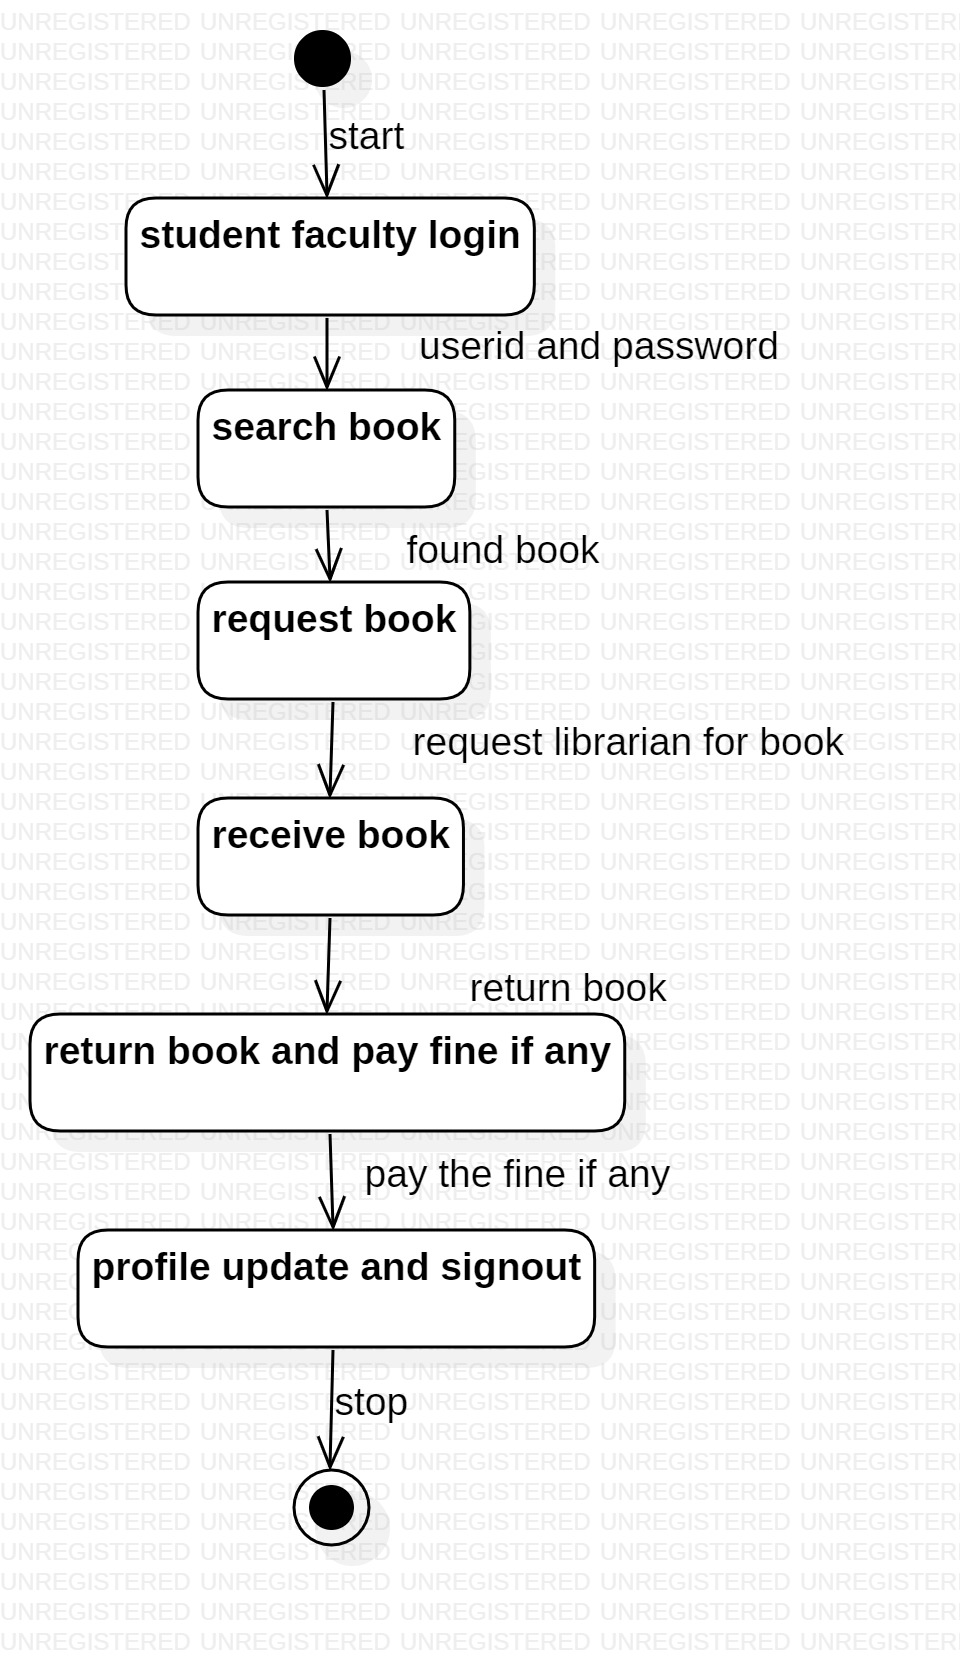 start
student faculty login
userid and password
search book
found book
request book
request librarian for book
receive book
return book
return book and pay fine if any
pay the fine if any
profile update and signout
stop
UNREGISTERED